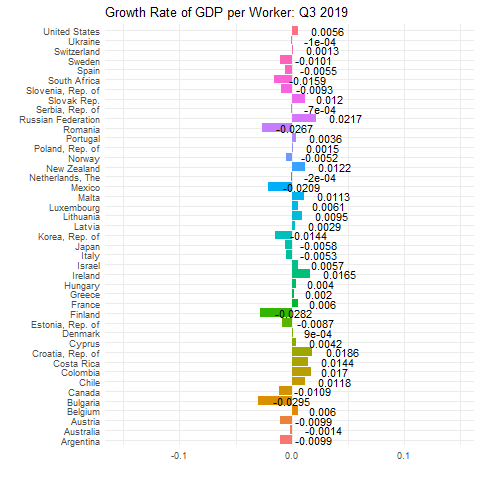 Growth Rate of GDP per Worker: Q3 2019
United States 0.0056
Ukraine -1e-04
Switzerland 0.0013
Sweden -0.0101
Spain -0.0055
South Africa -0.0159
Slovenia, Rep. of -0.0093
Slovak Rep. 0.012
Serbia, Rep. of -7e-04
Russian Federation 0.0217
Romania -0.0267
Portugal 0.0036
Poland, Rep. of 0.0015
Norway -0.0052
New Zealand 0.0122
Netherlands, The -2e-04
Mexico -0.0209
Malta 0.0113
Luxembourg 0.0061
Lithuania 0.0095
Latvia 0.0029
Korea, Rep. of -0.0144
Japan -0.0058
Italy -0.0053
Israel 0.0057
Ireland 0.0165
Hungary 0.004
Greece 0.002
France 0.006
Finland -0.0282
Estonia, Rep. of -0.0087
Denmark 9e-04
Cyprus 0.0042
Croatia, Rep. of 0.0186
Costa Rica 0.0144
Colombia 0.017
Chile 0.0118
Canada -0.0109
Bulgaria -0.0295
Belgium 0.006
Austria -0.0099
Australia -0.0014
Argentina -0.0099
-0.1 0.0 0.1